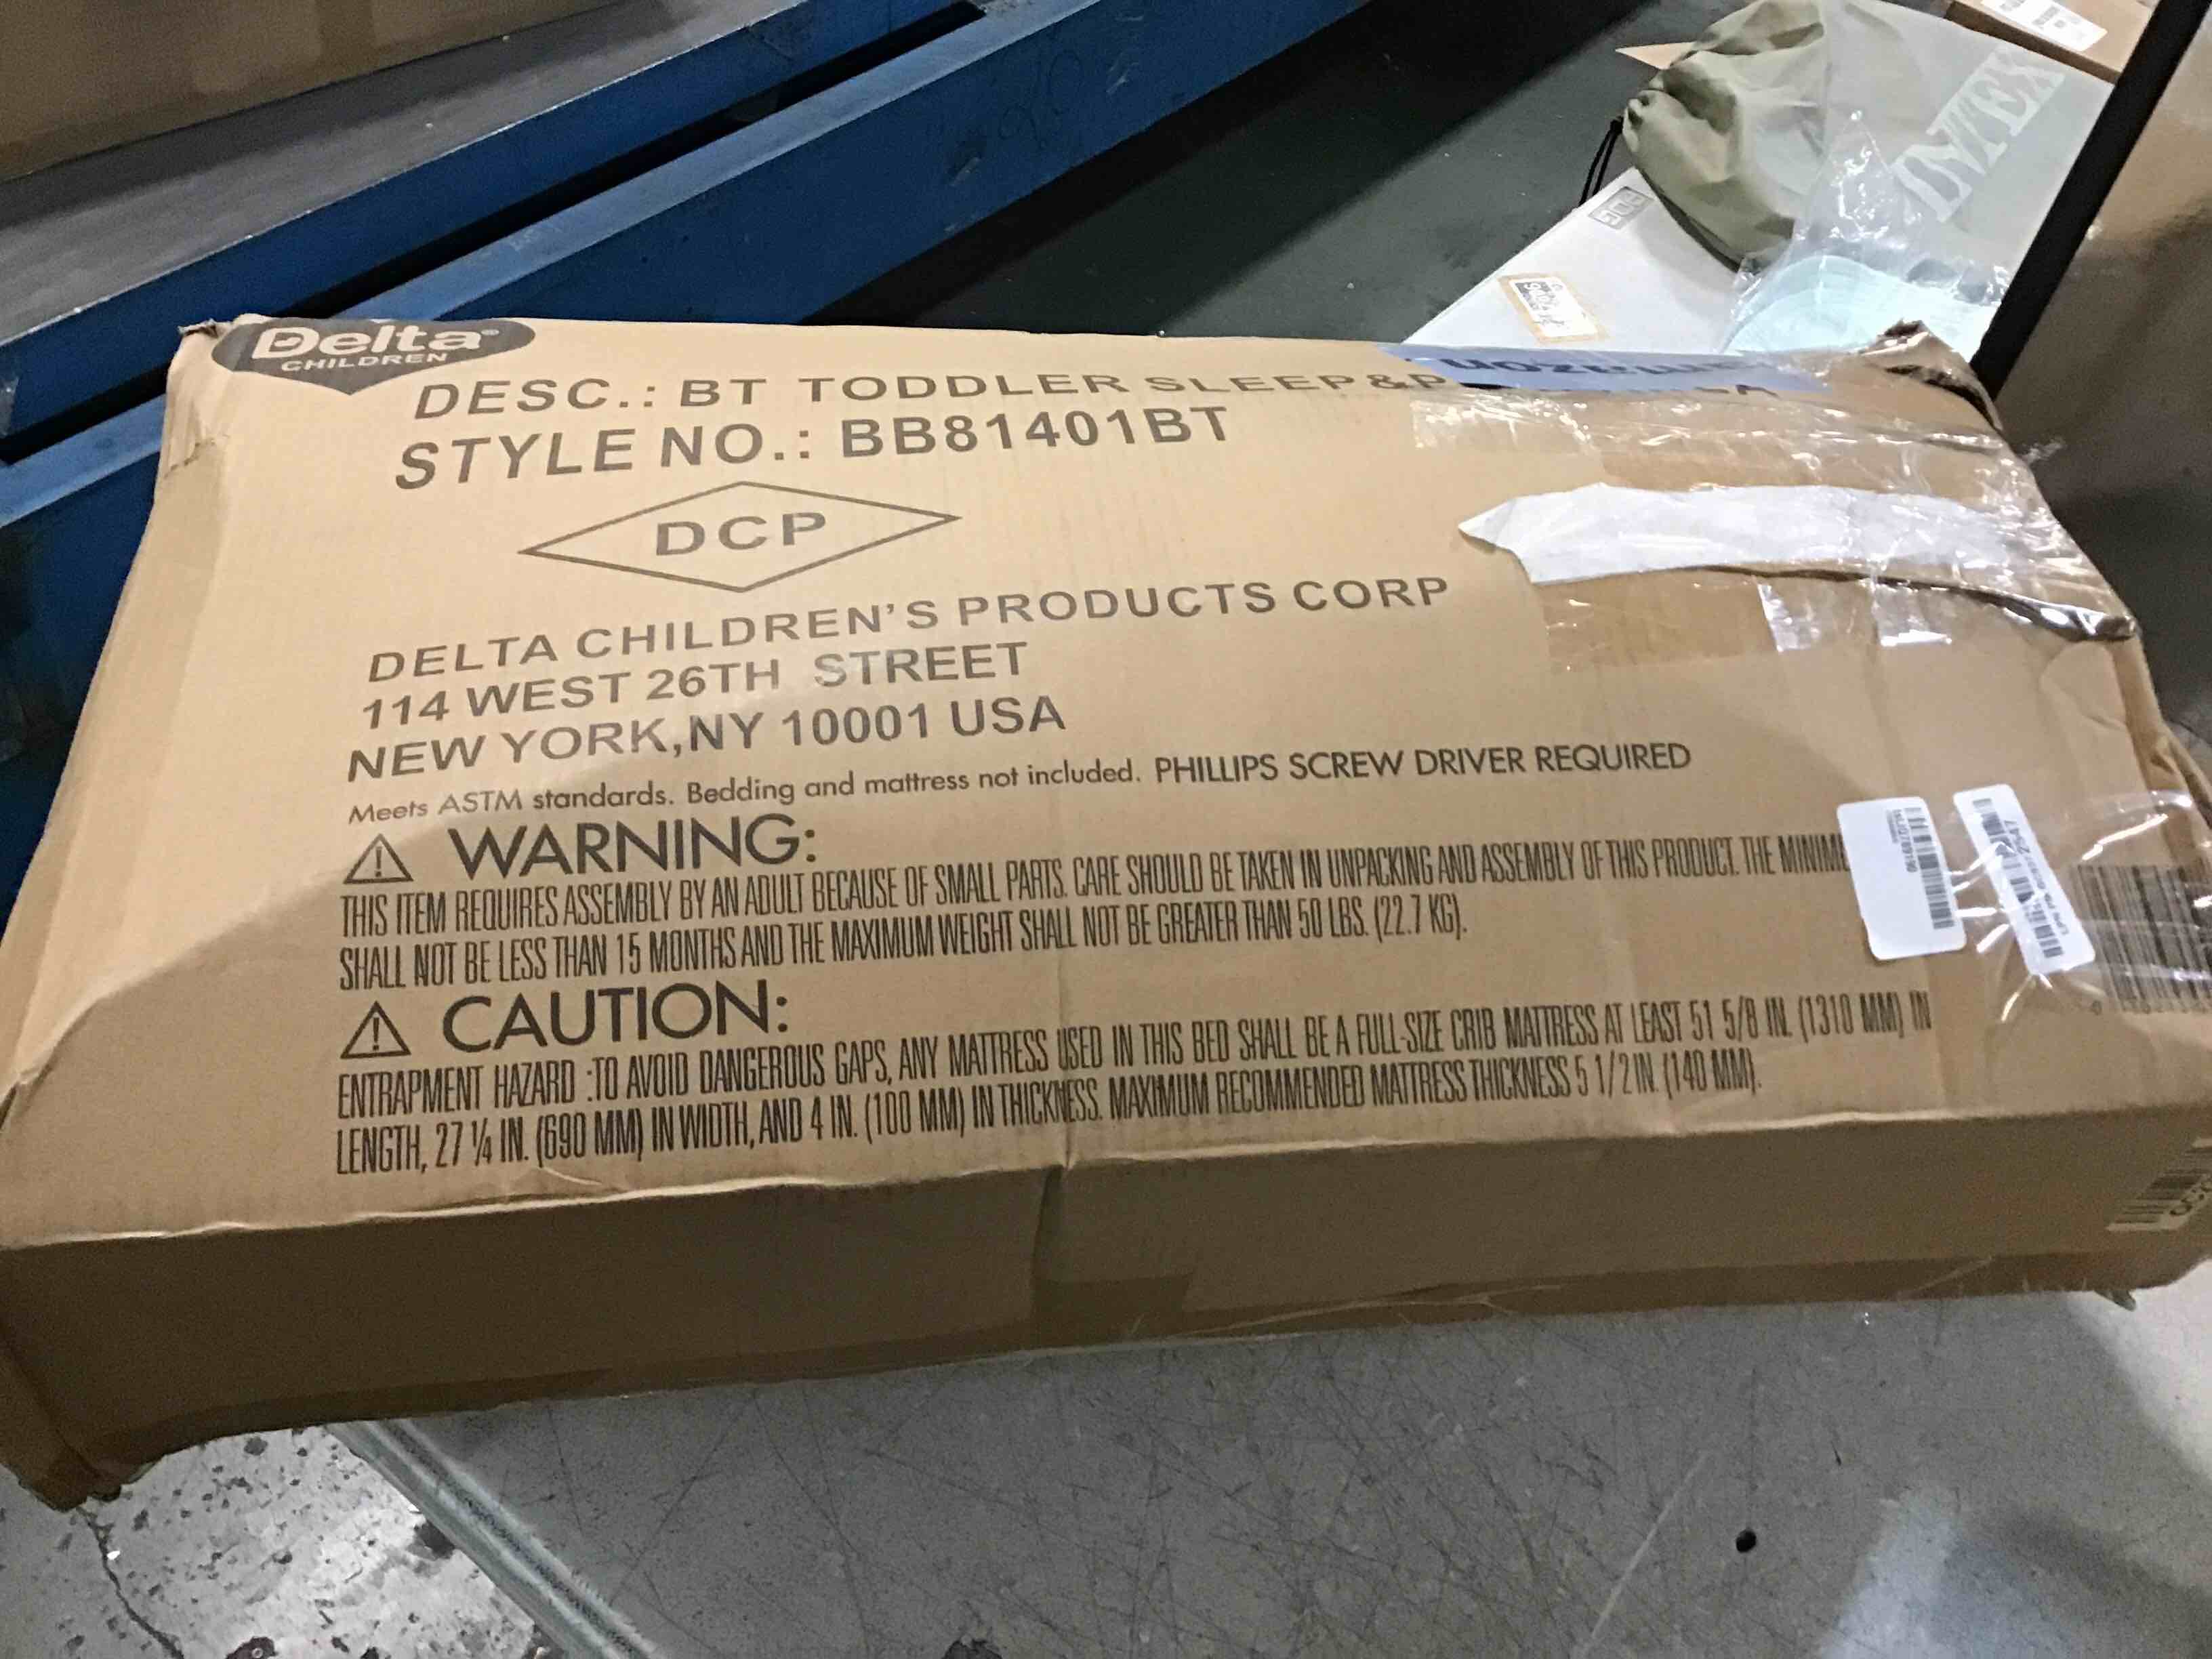 INTEX
PDG
Delta®
CHILDREN
amazon
DESC.: BT TODDLER SLEEP&P
STYLE NO.: BB81401BT
DCP
DELTA CHILDREN'S PRODUCTS CORP
114 WEST 26TH STREET
NEW YORK,NY 10001 USA
Meets ASTM standards. Bedding and mattress not included. PHILLIPS SCREW DRIVER REQUIRED
⚠ WARNING:
THIS ITEM REQUIRES ASSEMBLY BY AN ADULT BECAUSE OF SMALL PARTS. CARE SHOULD BE TAKEN IN UNPACKING AND ASSEMBLY OF THIS PRODUCT. THE MINIM
SHALL NOT BE LESS THAN 15 MONTHS AND THE MAXIMUM WEIGHT SHALL NOT BE GREATER THAN 50 LBS. (22.7 KG).
⚠ CAUTION:
ENTRAPMENT HAZARD :TO AVOID DANGEROUS GAPS, ANY MATTRESS USED IN THIS BED SHALL BE A FULL-SIZE CRIB MATTRESS AT LEAST 51 5/8 IN. (1310 MM) IN
LENGTH, 27 ¼ IN. (690 MM) IN WIDTH, AND 4 IN. (100 MM) IN THICKNESS. MAXIMUM RECOMMENDED MATTRESS THICKNESS 5 1/2 IN. (140 MM).